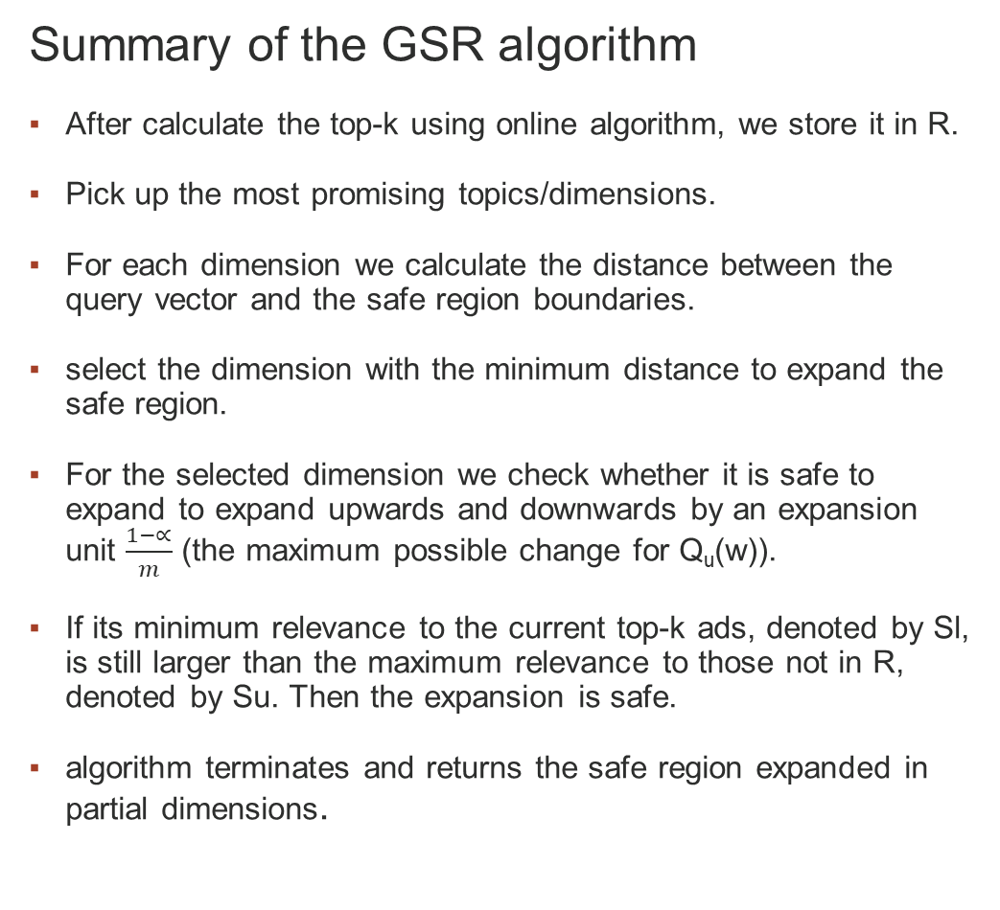 Summary of the GSR algorithm
▪ After calculate the top-k using online algorithm, we store it in R.
▪ Pick up the most promising topics/dimensions.
▪ For each dimension we calculate the distance between the
query vector and the safe region boundaries.
▪ select the dimension with the minimum distance to expand the
safe region.
▪ For the selected dimension we check whether it is safe to
expand to expand upwards and downwards by an expansion
unit (1−∝)/m (the maximum possible change for Qu(w)).
▪ If its minimum relevance to the current top-k ads, denoted by Sl,
is still larger than the maximum relevance to those not in R,
denoted by Su. Then the expansion is safe.
▪ algorithm terminates and returns the safe region expanded in
partial dimensions.